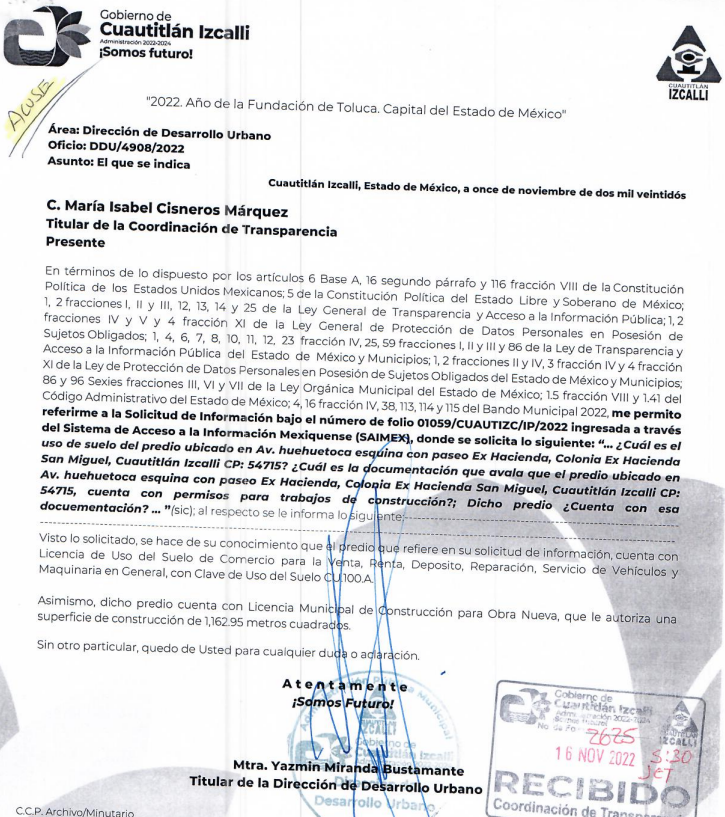 Gobierno de
Cuautitlán Izcalli
Administración 2022-2024
¡Somos futuro!
CUAUTITLÁN
IZCALLI
ACUSE
"2022. Año de la Fundación de Toluca. Capital del Estado de México"
Área: Dirección de Desarrollo Urbano
Oficio: DDU/4908/2022
Asunto: El que se indica
Cuautitlán Izcalli, Estado de México, a once de noviembre de dos mil veintidós
C. María Isabel Cisneros Márquez
Titular de la Coordinación de Transparencia
Presente
En términos de lo dispuesto por los artículos 6 Base A, 16 segundo párrafo y 116 fracción VIII de la Constitución
Política de los Estados Unidos Mexicanos; 5 de la Constitución Política del Estado Libre y Soberano de México;
1, 2 fracciones I, II y III, 12, 13, 14 y 25 de la Ley General de Transparencia y Acceso a la Información Pública; 1, 2
fracciones IV y V y 4 fracción XI de la Ley General de Protección de Datos Personales en Posesión de
Sujetos Obligados; 1, 4, 6, 7, 8, 10, 11, 12, 23 fracción IV, 25, 59 fracciones I, II y III y 86 de la Ley de Transparencia y
Acceso a la Información Pública del Estado de México y Municipios; 1, 2 fracciones II y IV, 3 fracción IV y 4 fracción
XI de la Ley de Protección de Datos Personales en Posesión de Sujetos Obligados del Estado de México y Municipios;
86 y 96 Sexies fracciones III, VI y VII de la Ley Orgánica Municipal del Estado de México; 1.5 fracción VIII y 1.41 del
Código Administrativo del Estado de México; 4, 16 fracción IV, 38, 113, 114 y 115 del Bando Municipal 2022, me permito
referirme a la Solicitud de Información bajo el número de folio 01059/CUAUTIZC/IP/2022 ingresada a través
del Sistema de Acceso a la Información Mexiquense (SAIMEX), donde se solicita lo siguiente: "... ¿Cuál es el
uso de suelo del predio ubicado en Av. huehuetoca esquina con paseo Ex Hacienda, Colonia Ex Hacienda
San Miguel, Cuautitlán Izcalli CP: 54715? ¿Cuál es la documentación que avala que el predio ubicado en
Av. huehuetoca esquina con paseo Ex Hacienda, Colonia Ex Hacienda San Miguel, Cuautitlán Izcalli CP:
54715, cuenta con permisos para trabajos de construcción?; Dicho predio ¿Cuenta con esa
docuementación? ... "(sic); al respecto se le informa lo siguiente;
Visto lo solicitado, se hace de su conocimiento que el predio que refiere en su solicitud de información, cuenta con
Licencia de Uso del Suelo de Comercio para la Venta, Renta, Deposito, Reparación, Servicio de Vehículos y
Maquinaria en General, con Clave de Uso del Suelo CU.100.A.
Asimismo, dicho predio cuenta con Licencia Municipal de Construcción para Obra Nueva, que le autoriza una
superficie de construcción de 1,162.95 metros cuadrados.
Sin otro particular, quedo de Usted para cualquier duda o aclaración.
Atentamente
¡Somos Futuro!
Mtra. Yazmin Miranda Bustamante
Titular de la Dirección de Desarrollo Urbano
Desarrollo Urbano
Gobierno de
Cuautitlán Izcalli
Administración 2022-2024
IZCALLI
2625
16 NOV 2022 5:30
RECIBIDO
Coordinación de
C.C.P. Archivo/Minutario